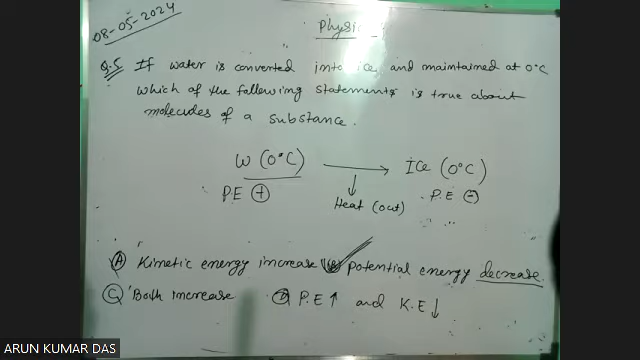 08-05-2024
Physic
Q.5 If water is converted into ice and maintained at 0°C
which of the following statements is true about
molecules of a substance.
W (0°C) → Ice (0°C)
P.E (+) Heat (out) P.E (-)
(A) Kinetic energy increase (B) Potential energy decrease.
(C) Both increase (D) P.E ↑ and K.E ↓
ARUN KUMAR DAS